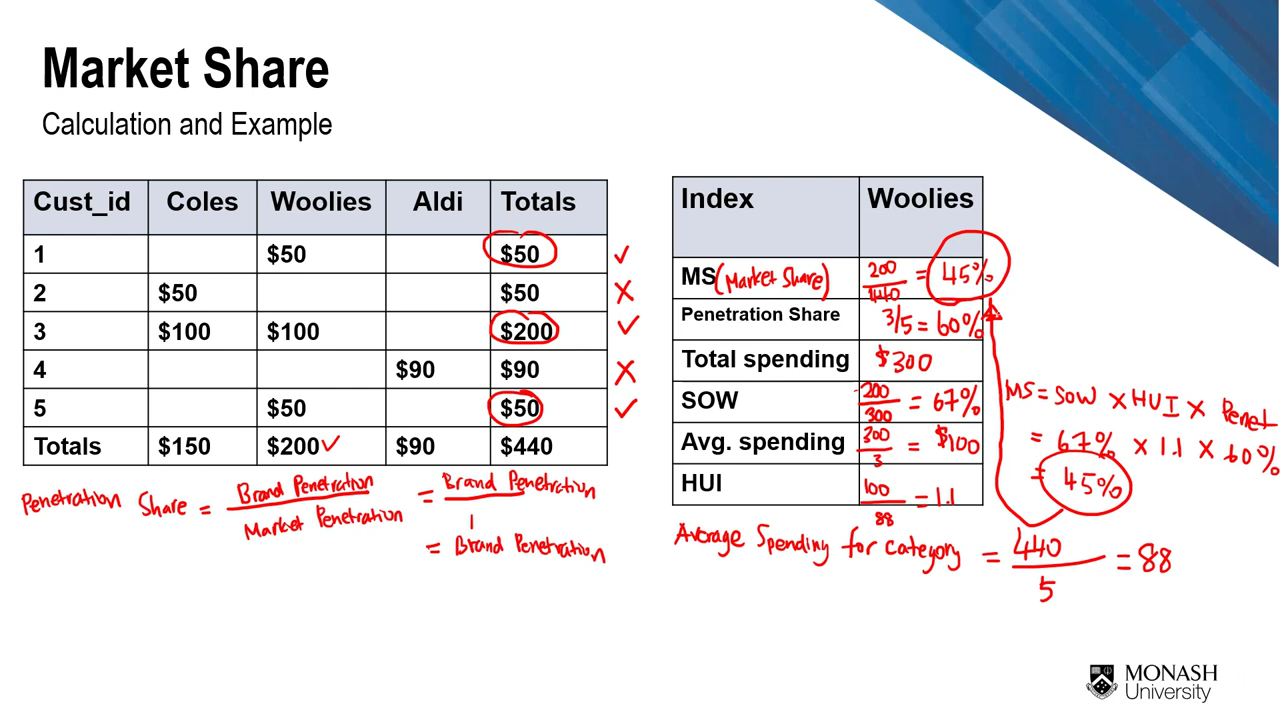 Market Share
Calculation and Example
Cust_id Coles Woolies Aldi Totals
1 $50 $50 ✓
2 $50 $50 X
3 $100 $100 $200 ✓
4 $90 $90 X
5 $50 $50 ✓
Totals $150 $200 ✓ $90 $440
Penetration Share = Brand Penetration / Market Penetration = Brand Penetration / 1
= Brand Penetration
Index Woolies
MS (Market Share) 200/440 = 45%
Penetration Share 3/5 = 60%
Total spending $300
SOW 200/300 = 67%
Avg. spending 300/3 = $100
HUI 100/88 = 1.1
MS = SOW X HUI X Penet
= 67% X 1.1 X 60%
= 45%
Average Spending for category = 440/5 = 88
MONASH
University